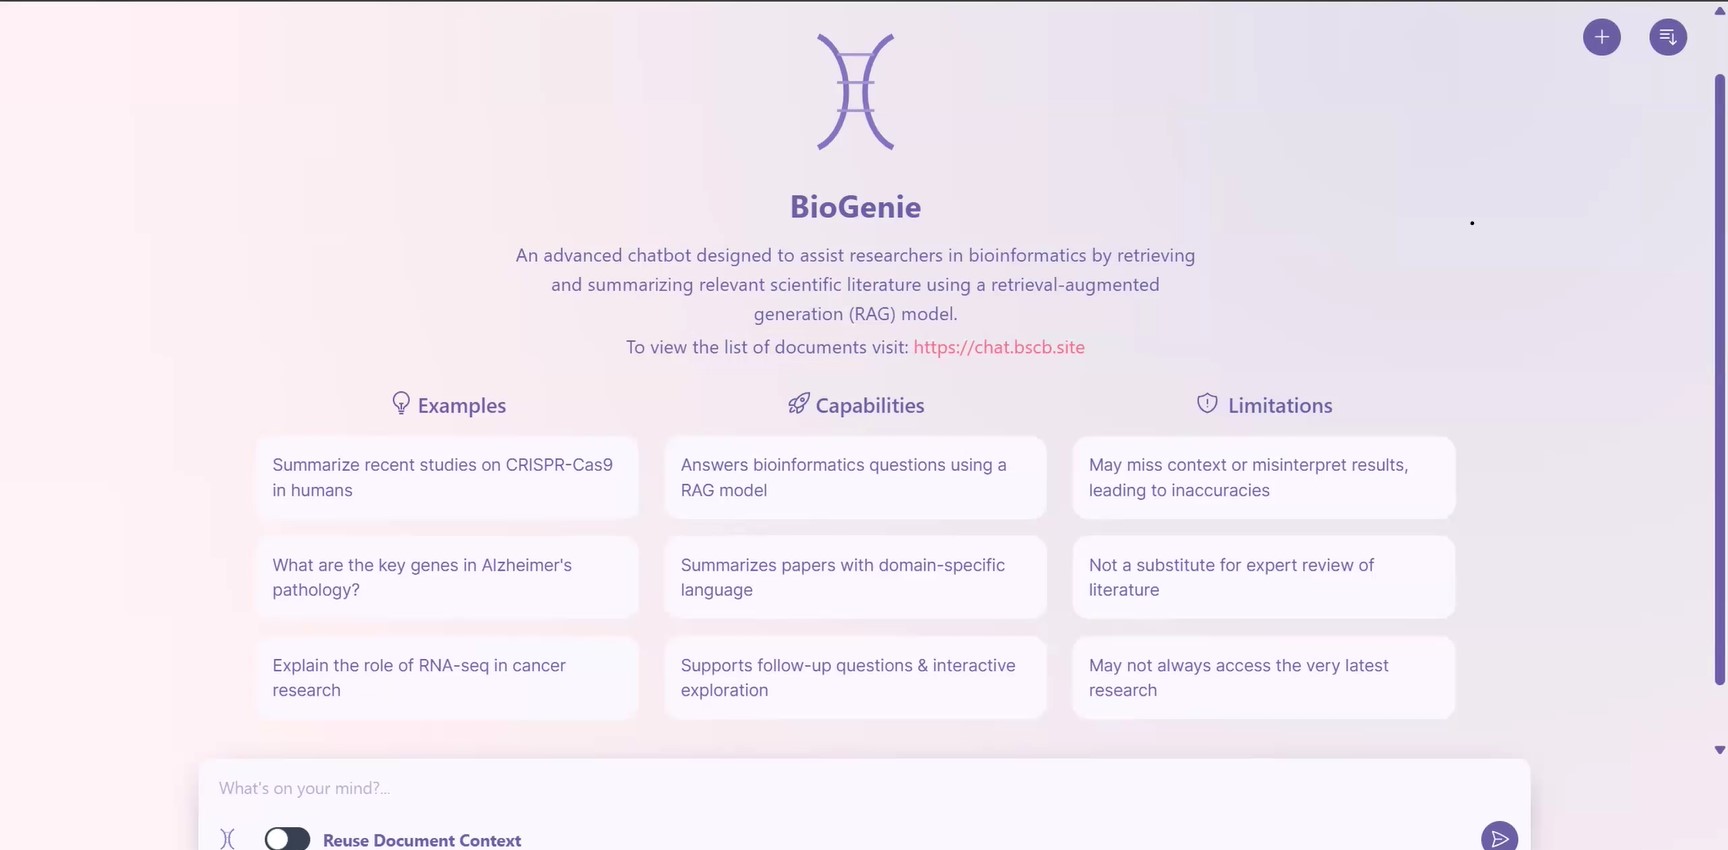 BioGenie
An advanced chatbot designed to assist researchers in bioinformatics by retrieving
and summarizing relevant scientific literature using a retrieval-augmented
generation (RAG) model.
To view the list of documents visit: https://chat.bscb.site
Examples
Summarize recent studies on CRISPR-Cas9
in humans
What are the key genes in Alzheimer's
pathology?
Explain the role of RNA-seq in cancer
research
Capabilities
Answers bioinformatics questions using a
RAG model
Summarizes papers with domain-specific
language
Supports follow-up questions & interactive
exploration
Limitations
May miss context or misinterpret results,
leading to inaccuracies
Not a substitute for expert review of
literature
May not always access the very latest
research
What's on your mind?...
Reuse Document Context